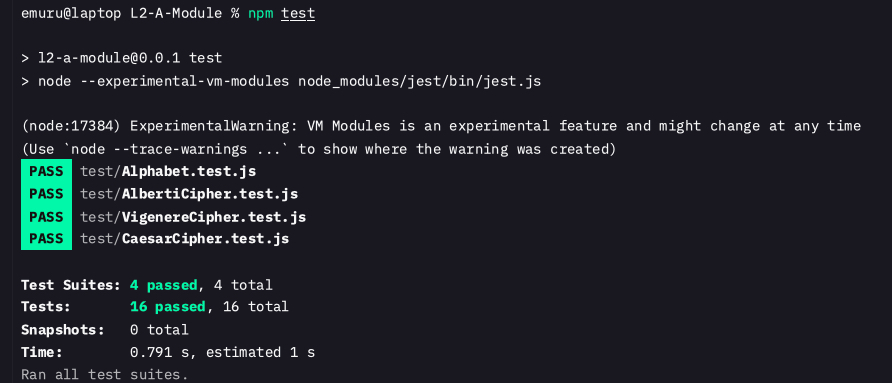 emuru@laptop L2-A-Module % npm test
> l2-a-module@0.0.1 test
> node --experimental-vm-modules node_modules/jest/bin/jest.js
(node:17384) ExperimentalWarning: VM Modules is an experimental feature and might change at any time
(Use `node --trace-warnings ...` to show where the warning was created)
PASS test/Alphabet.test.js
PASS test/AlbertiCipher.test.js
PASS test/VigenereCipher.test.js
PASS test/CaesarCipher.test.js
Test Suites: 4 passed, 4 total
Tests: 16 passed, 16 total
Snapshots: 0 total
Time: 0.791 s, estimated 1 s
Ran all test suites.